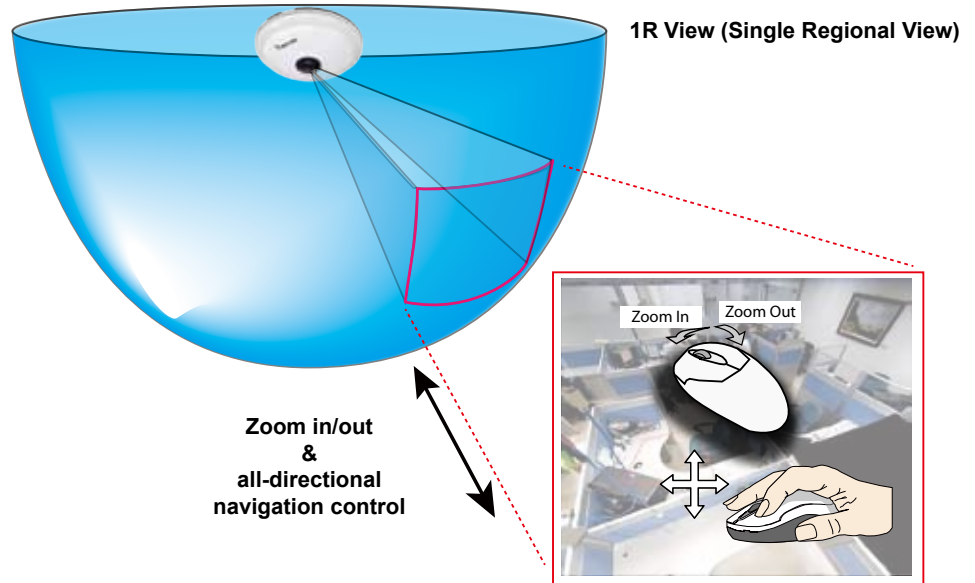 1R View (Single Regional View)
Zoom In
Zoom Out
Zoom in/out
&
all-directional
navigation control